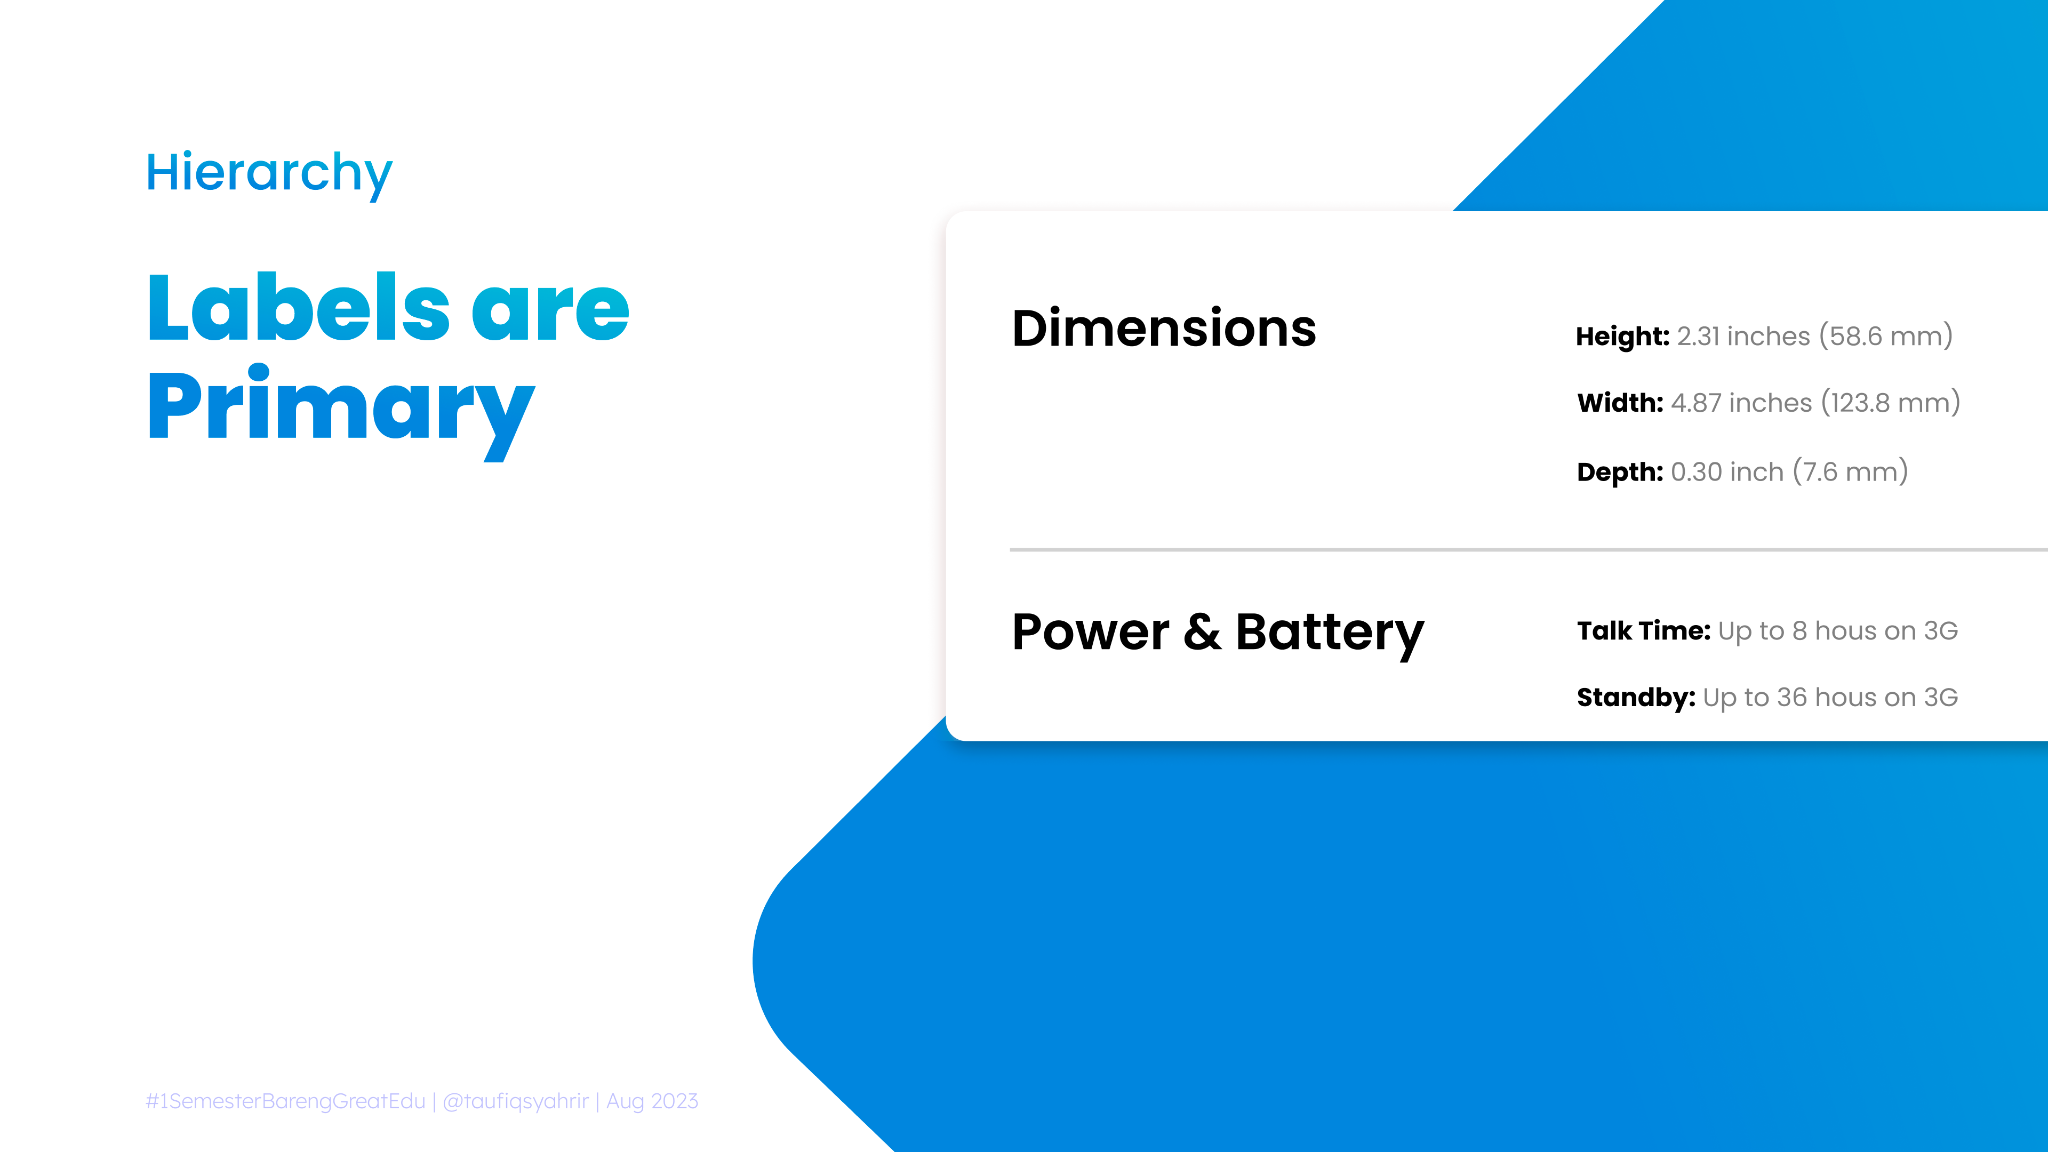 Hierarchy
Labels are
Primary
Dimensions
Height: 2.31 inches (58.6 mm)
Width: 4.87 inches (123.8 mm)
Depth: 0.30 inch (7.6 mm)
Power & Battery
Talk Time: Up to 8 hous on 3G
Standby: Up to 36 hous on 3G
#1SemesterBarengGreatEdu | @taufiqsyahrir | Aug 2023